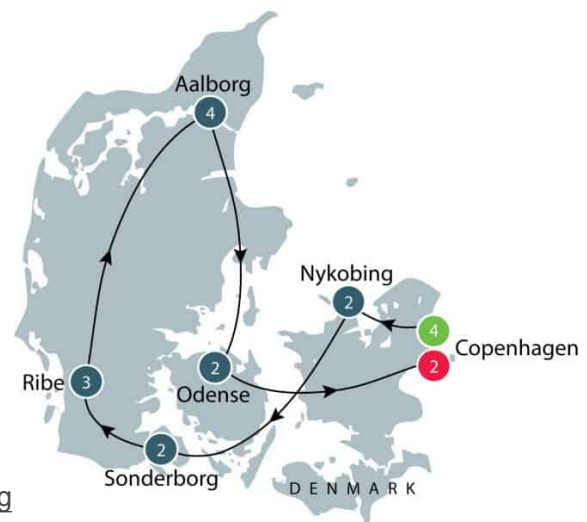 Aalborg
4
Nykobing
2
4
Copenhagen
2
2
Odense
Ribe
3
2
Sonderborg
DENMARK
g